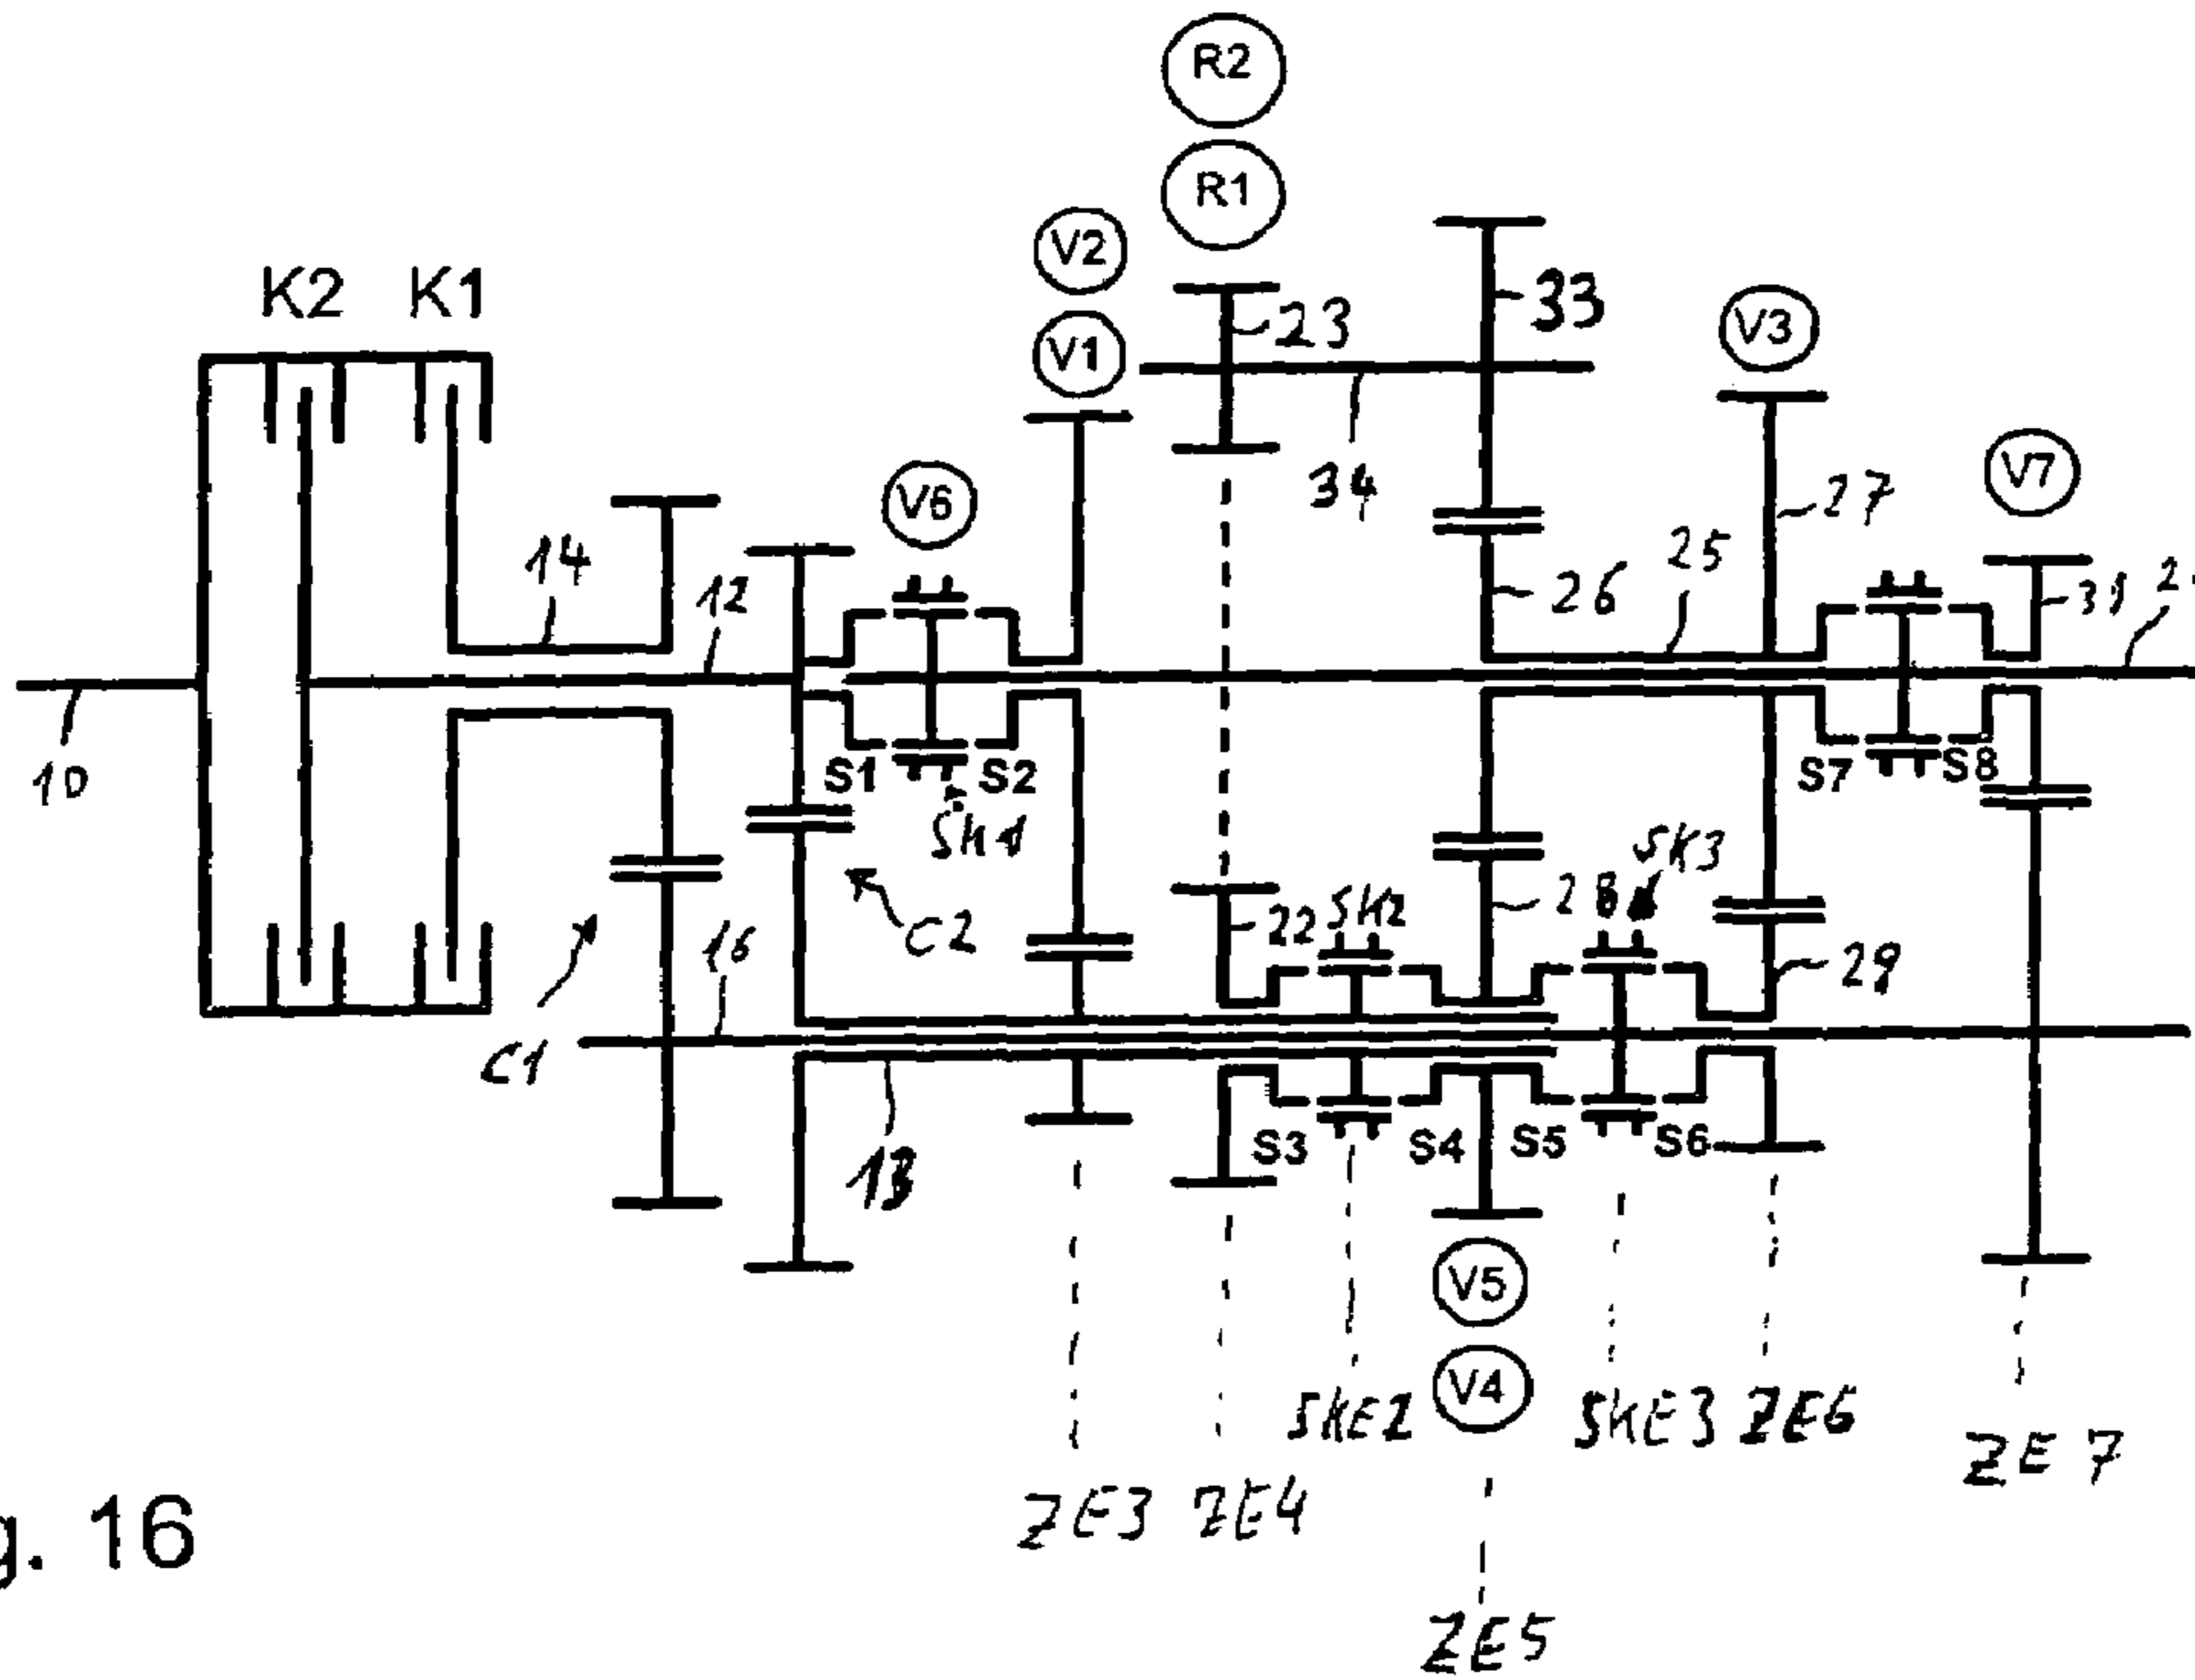 R2
R1
V2
V1
K2 K1
23
33
V3
34
V6
V7
27
14
12
26
25
31
10
S1 S2
SK1
S7 S8
C2
SK3
22
SK2
28
29
16
C1
13
S3 S4 S5 S6
V5
V4
SKE2
SKE3 ZE6
ZE7
ZE3 ZE4
g. 16
ZE5